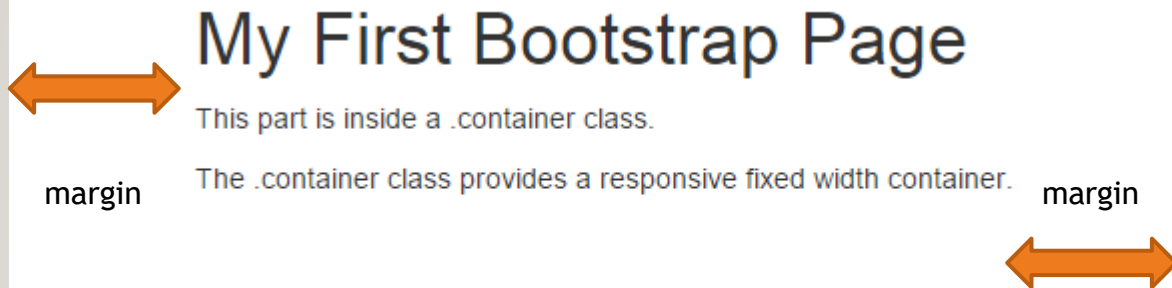 My First Bootstrap Page
This part is inside a .container class.
The .container class provides a responsive fixed width container.
margin
margin